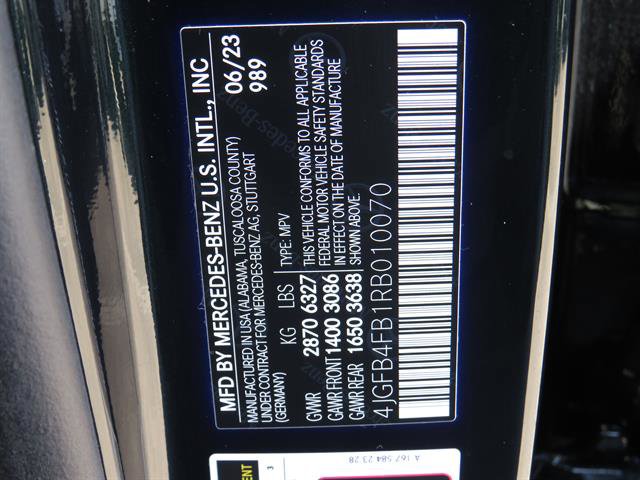 MFD BY MERCEDES-BENZ U.S. INTL., INC
MANUFACTURED IN USA (ALABAMA, TUSCALOOSA COUNTY)
UNDER CONTRACT FOR MERCEDES-BENZ AG, STUTTGART
(GERMANY)
06/23
989
KG LBS
GVWR 2870 6327
GAWR FRONT 1400 3086
GAWR REAR 1650 3638
TYPE: MPV
THIS VEHICLE CONFORMS TO ALL APPLICABLE
FEDERAL MOTOR VEHICLE SAFETY STANDARDS
IN EFFECT ON THE DATE OF MANUFACTURE
SHOWN ABOVE.
4JGFB4FB1RB010070
A 167 584 23 28
3